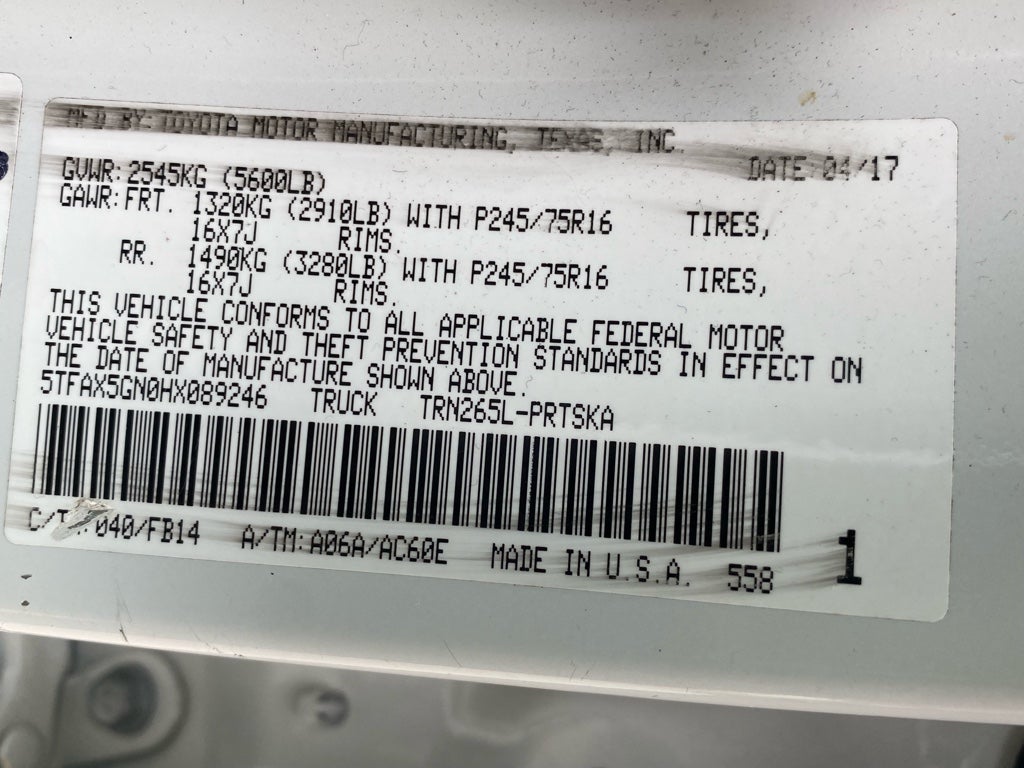 MFD BY: TOYOTA MOTOR MANUFACTURING, TEXAS, INC.
DATE 04/17
GVWR: 2545KG (5600LB)
GAWR: FRT. 1320KG (2910LB) WITH P245/75R16 TIRES,
16X7J RIMS.
RR. 1490KG (3280LB) WITH P245/75R16 TIRES,
16X7J RIMS.
THIS VEHICLE CONFORMS TO ALL APPLICABLE FEDERAL MOTOR
VEHICLE SAFETY AND THEFT PREVENTION STANDARDS IN EFFECT ON
THE DATE OF MANUFACTURE SHOWN ABOVE.
5TFAX5GN0HX089246 TRUCK TRN265L-PRTSKA
040/FB14 A/TM: A06A/AC60E MADE IN U.S.A. 558 1